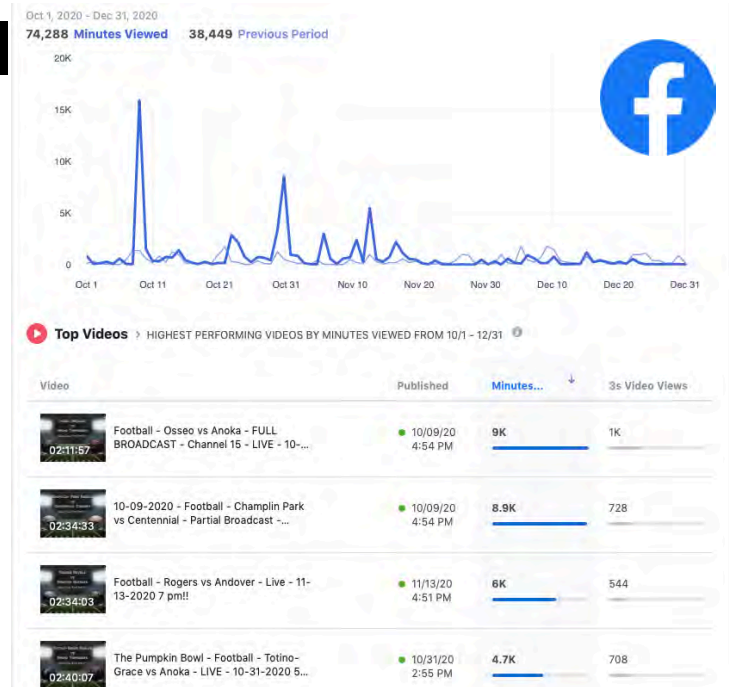 Oct 1, 2020 - Dec 31, 2020
74,288 Minutes Viewed 38,449 Previous Period
20K
15K
10K
5K
0
Oct 1 Oct 11 Oct 21 Oct 31 Nov 10 Nov 20 Nov 30 Dec 10 Dec 20 Dec 31
Top Videos > HIGHEST PERFORMING VIDEOS BY MINUTES VIEWED FROM 10/1 - 12/31
Video Published Minutes... ↓ 3s Video Views
Football - Osseo vs Anoka - FULL
BROADCAST - Channel 15 - LIVE - 10-...
02:11:57
10/09/20
4:54 PM
9K
1K
10-09-2020 - Football - Champlin Park
vs Centennial - Partial Broadcast -...
02:34:33
10/09/20
4:54 PM
8.9K
728
Football - Rogers vs Andover - Live - 11-
13-2020 7 pm!!
02:34:03
11/13/20
4:51 PM
6K
544
The Pumpkin Bowl - Football - Totino-
Grace vs Anoka - LIVE - 10-31-2020 5...
02:40:07
10/31/20
2:55 PM
4.7K
708